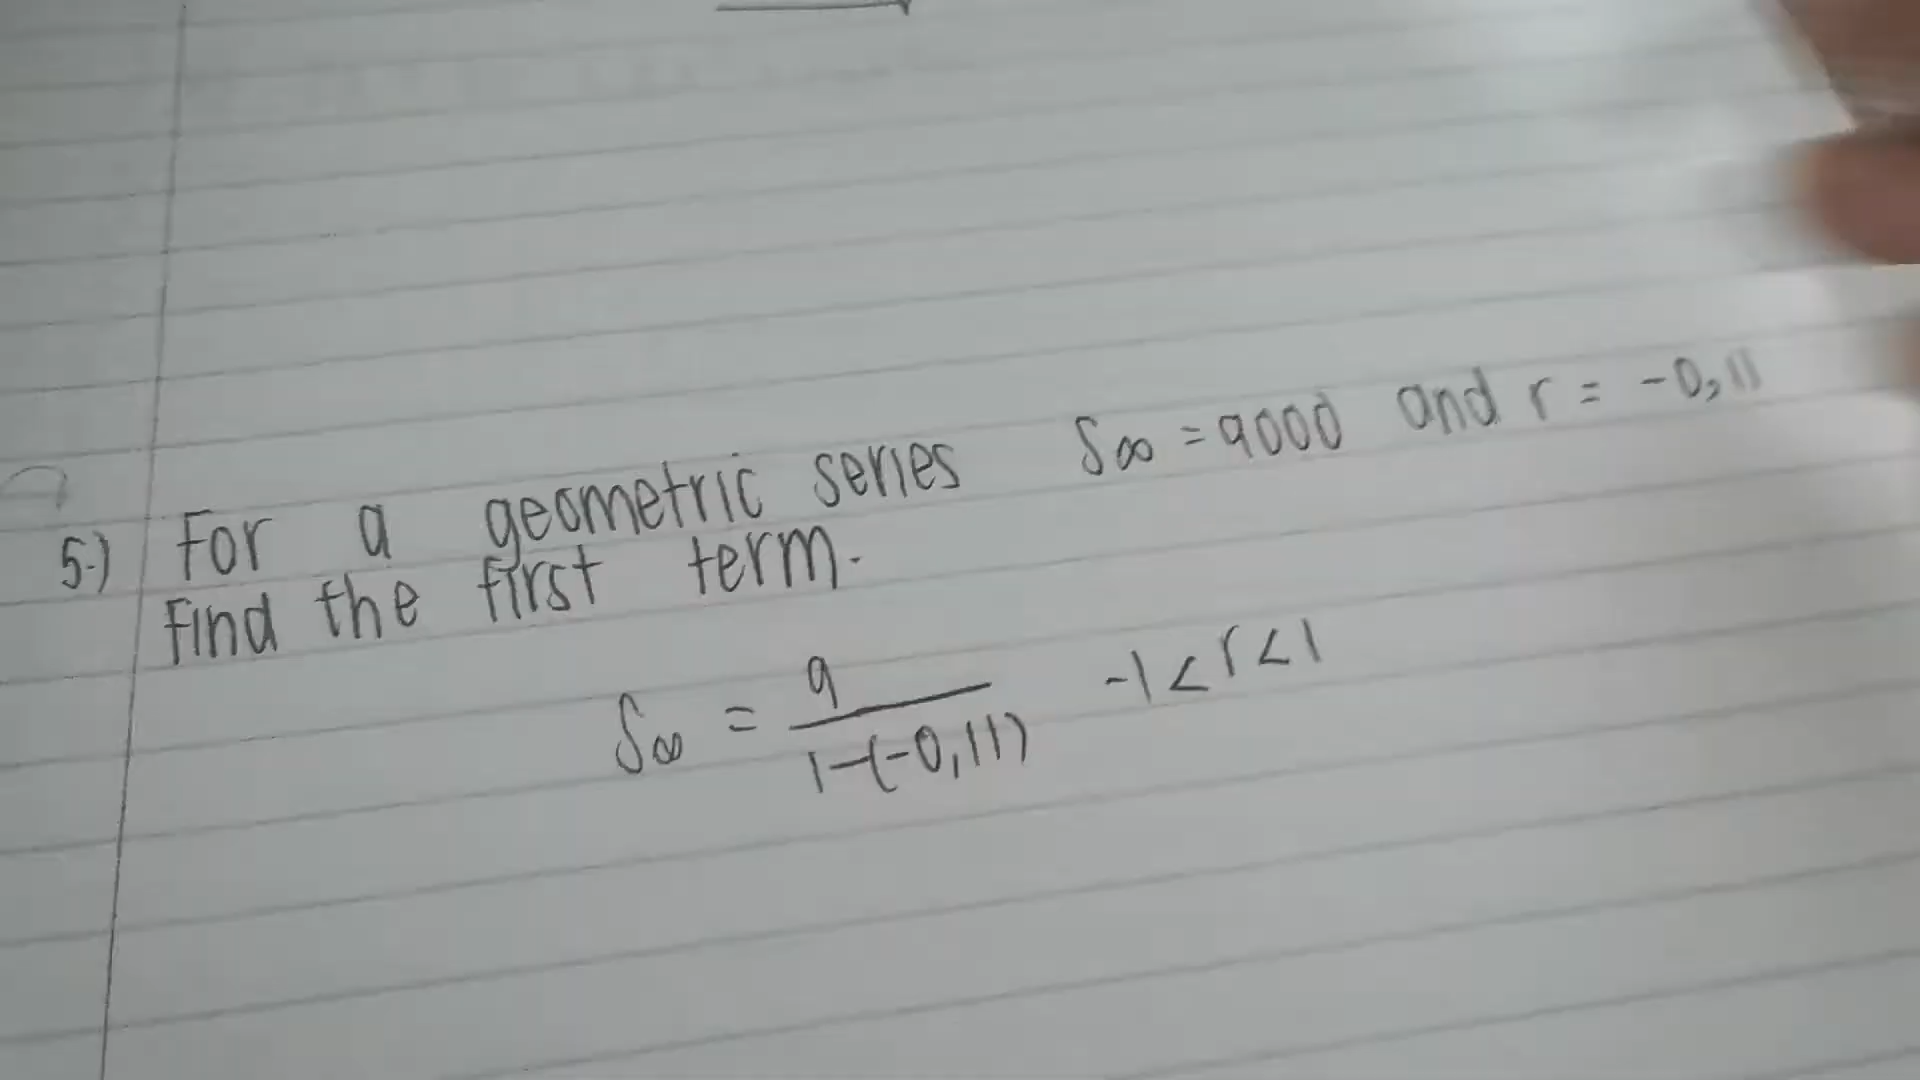 5.) For a geometric series S∞ = 9000 and r = -0,11
Find the first term.
S∞ = a / 1-(-0,11) -1 < r < 1